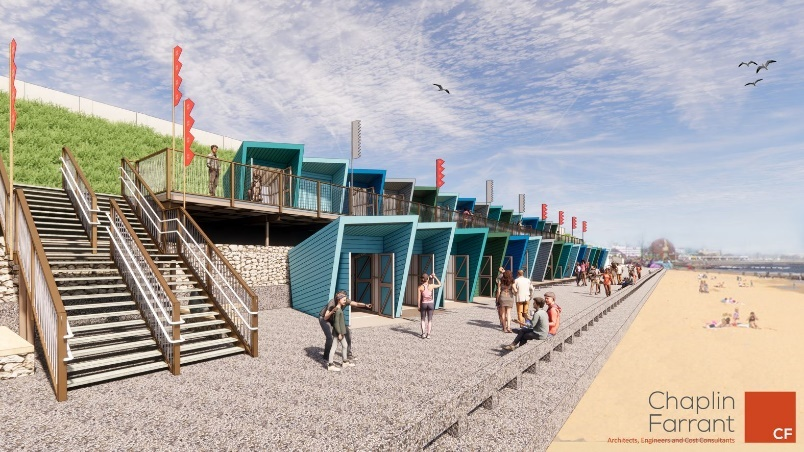 Chaplin
Farrant
Architects, Engineers and Cost Consultants
CF